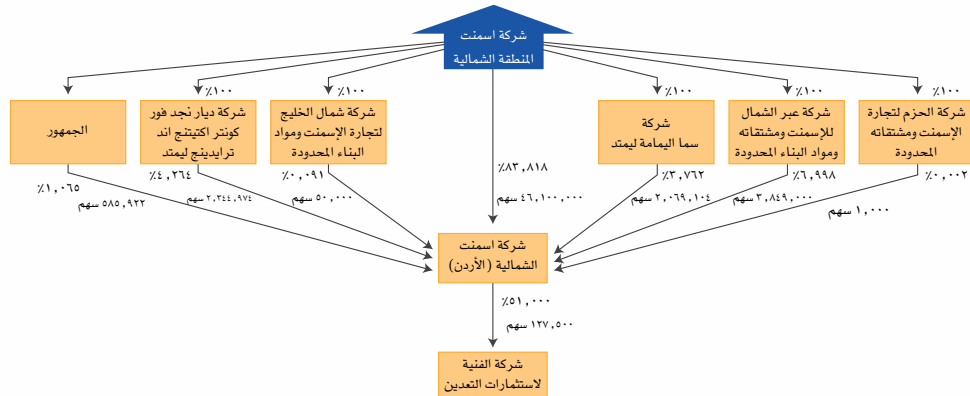 شركة اسمنت
المنطقة الشمالية
٪١٠٠
٪١٠٠
٪١٠٠
٪١٠٠
٪١٠٠
شركة الحزم لتجارة
الإسمنت ومشتقاته
المحدودة
شركة عبر الشمال
للإسمنت ومشتقاته
ومواد البناء المحدودة
شركة
سما اليمامة ليمتد
شركة شمال الخليج
لتجارة الإسمنت ومواد
البناء المحدودة
شركة ديار نجد فور
كونتر اكتيتنج اند
ترايدينج ليمتد
الجمهور
٪٠,٠٠٢
١,٠٠٠ سهم
٪٦,٩٩٨
٣,٨٤٩,٠٠٠ سهم
٪٣,٧٦٢
٢,٠٦٩,١٠٤ سهم
٪٨٣,٨١٨
٤٦,١٠٠,٠٠٠ سهم
٪٠,٠٩١
٥٠,٠٠٠ سهم
٪٤,٢٦٤
٢,٣٤٤,٩٧٤ سهم
٪١,٠٦٥
٥٨٥,٩٢٢ سهم
شركة اسمنت
الشمالية (الأردن)
٪٥١,٠٠٠
١٢٧,٥٠٠ سهم
شركة الفنية
لاستثمارات التعدين